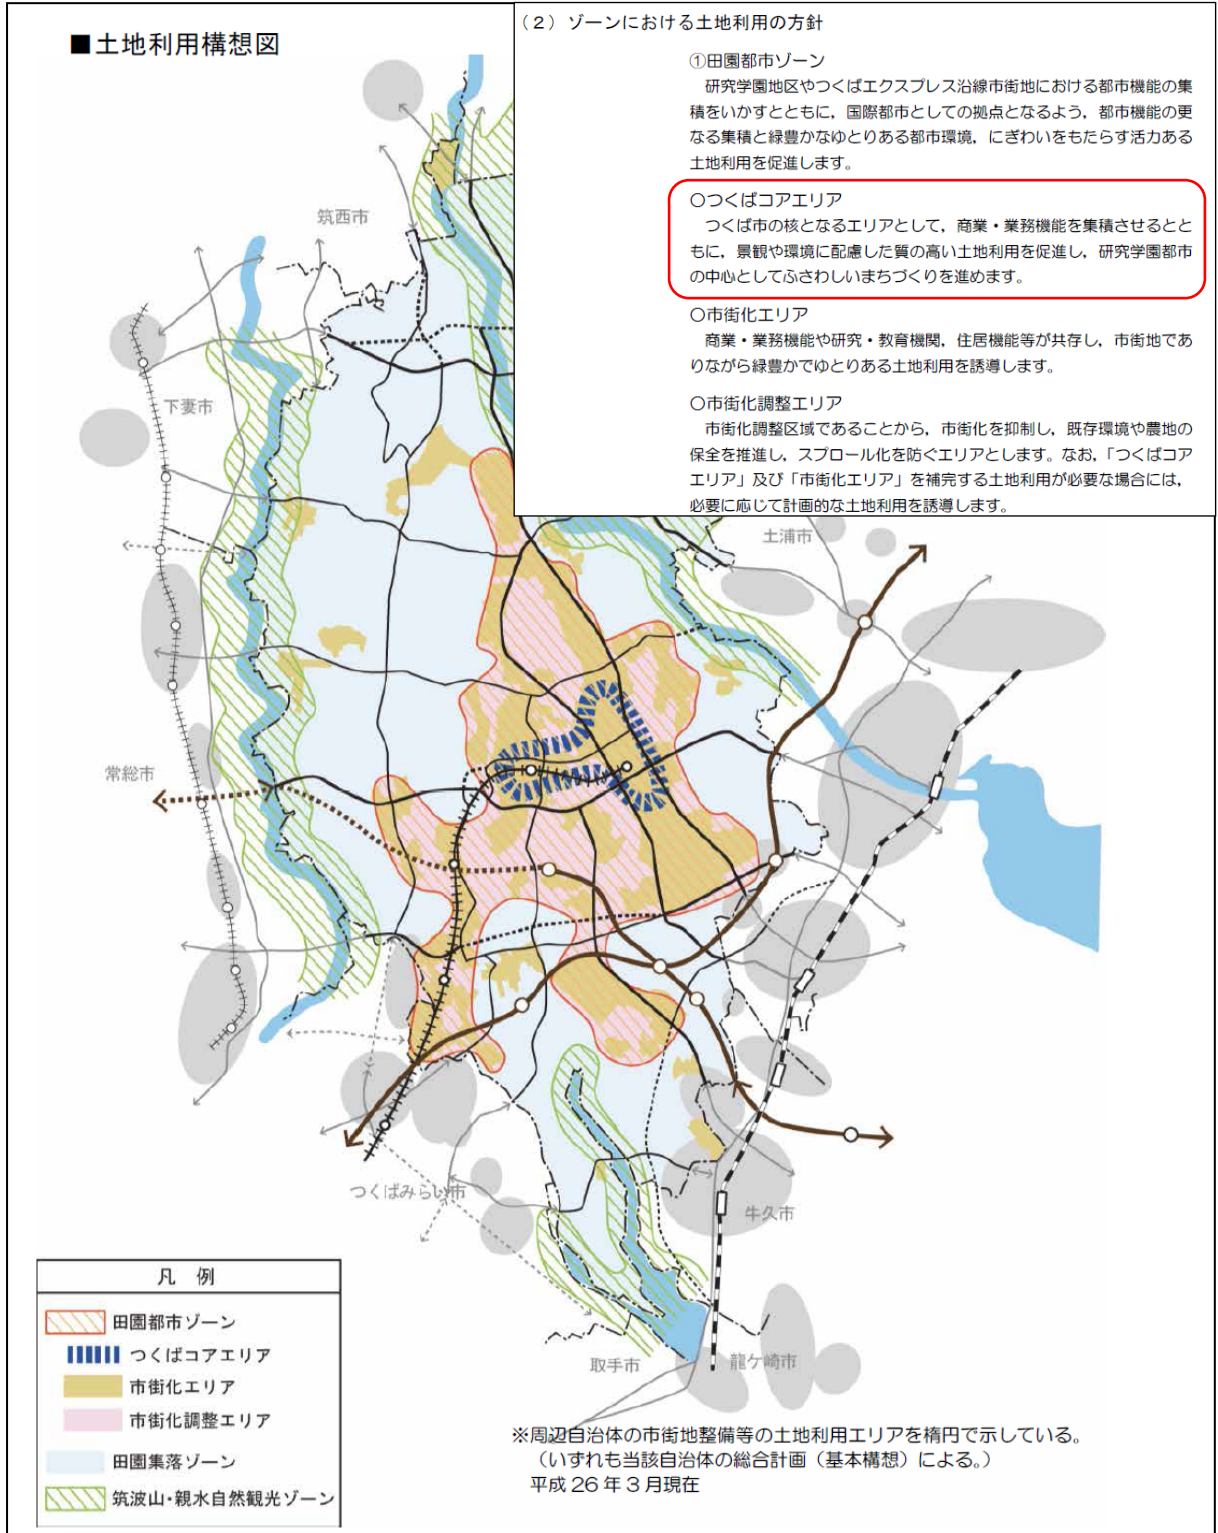 ■土地利用構想図
（2）ゾーンにおける土地利用の方針
①田園都市ゾーン
研究学園地区やつくばエクスプレス沿線市街地における都市機能の集
積をいかすとともに，国際都市としての拠点となるよう，都市機能の更
なる集積と緑豊かなゆとりある都市環境，にぎわいをもたらす活力ある
土地利用を促進します。
○つくばコアエリア
つくば市の核となるエリアとして，商業・業務機能を集積させるとと
もに，景観や環境に配慮した質の高い土地利用を促進し，研究学園都市
の中心としてふさわしいまちづくりを進めます。
○市街化エリア
商業・業務機能や研究・教育機関，住居機能等が共存し，市街地であ
りながら緑豊かでゆとりある土地利用を誘導します。
○市街化調整エリア
市街化調整区域であることから，市街化を抑制し，既存環境や農地の
保全を推進し，スプロール化を防ぐエリアとします。なお，「つくばコア
エリア」及び「市街化エリア」を補完する土地利用が必要な場合には，
必要に応じて計画的な土地利用を誘導します。
筑西市
下妻市
土浦市
常総市
つくばみらい市
牛久市
取手市
龍ケ崎市
凡 例
田園都市ゾーン
つくばコアエリア
市街化エリア
市街化調整エリア
田園集落ゾーン
筑波山・親水自然観光ゾーン
※周辺自治体の市街地整備等の土地利用エリアを楕円で示している。
（いずれも当該自治体の総合計画（基本構想）による。）
平成26年3月現在